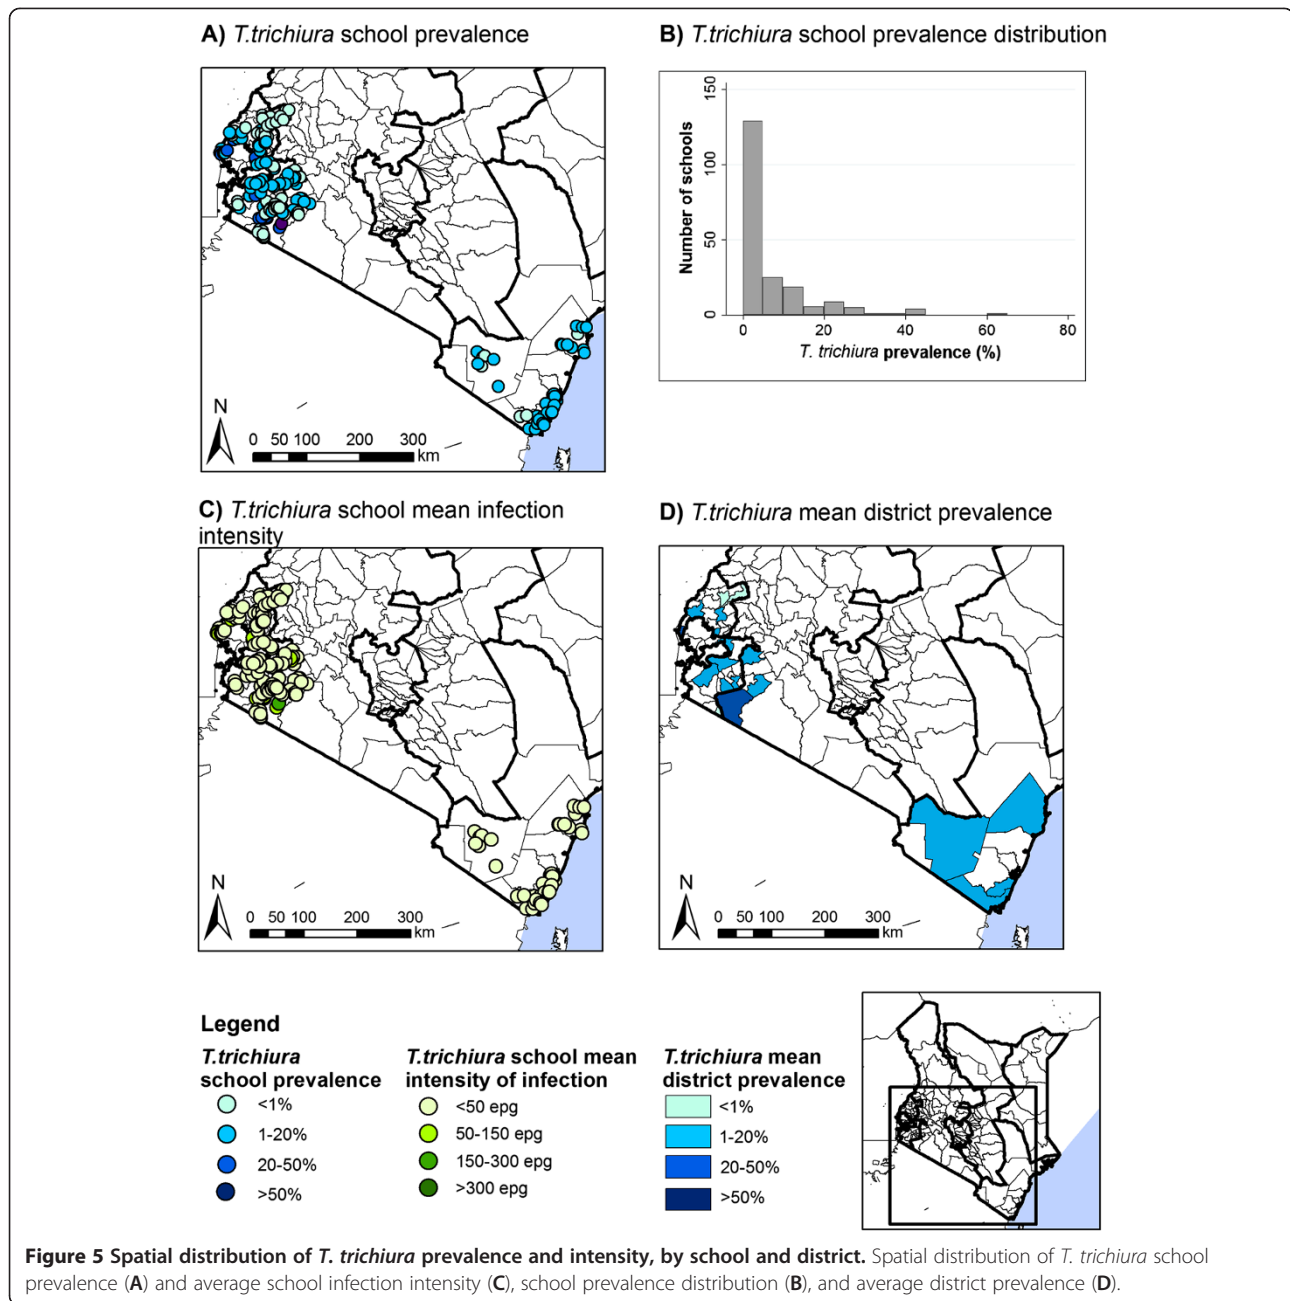 A) T.trichiura school prevalence
N
0 50 100 200 300
km
B) T.trichiura school prevalence distribution
Number of schools
150
100
50
0
0 20 40 60 80
T. trichiura prevalence (%)
C) T.trichiura school mean infection
intensity
N
0 50 100 200 300
km
D) T.trichiura mean district prevalence
N
0 50 100 200 300
km
Legend
T.trichiura
school prevalence
<1%
1-20%
20-50%
>50%
T.trichiura school mean
intensity of infection
<50 epg
50-150 epg
150-300 epg
>300 epg
T.trichiura mean
district prevalence
<1%
1-20%
20-50%
>50%
Figure 5 Spatial distribution of T. trichiura prevalence and intensity, by school and district. Spatial distribution of T. trichiura school
prevalence (A) and average school infection intensity (C), school prevalence distribution (B), and average district prevalence (D).